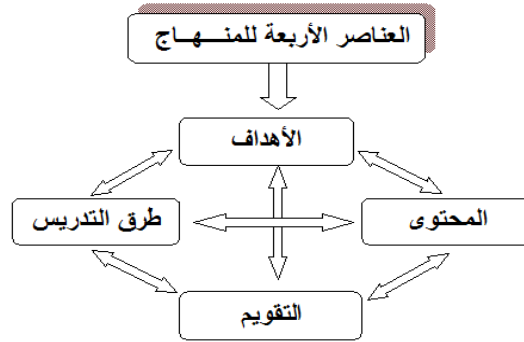 العناصر الأربعة للمنـــهـاج
الأهداف
المحتوى
طرق التدريس
التقويم